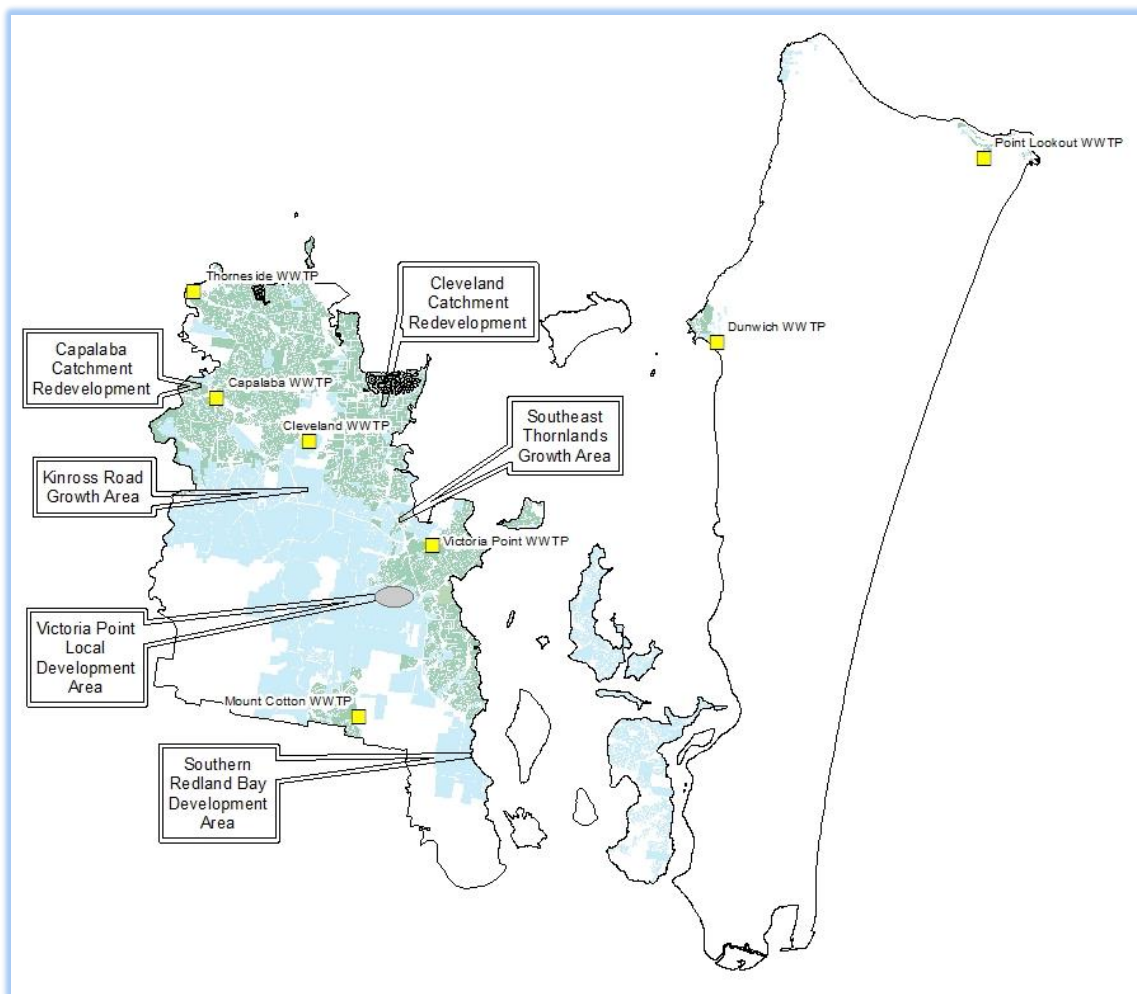 Point Lookout WWTP
Thorneside WWTP
Cleveland
Catchment
Redevelopment
Dunwich WWTP
Capalaba
Catchment
Redevelopment
Capalaba WWTP
Cleveland WWTP
Southeast
Thornlands
Growth Area
Kinross Road
Growth Area
Victoria Point WWTP
Victoria Point
Local
Development
Area
Mount Cotton WWTP
Southern
Redland Bay
Development
Area